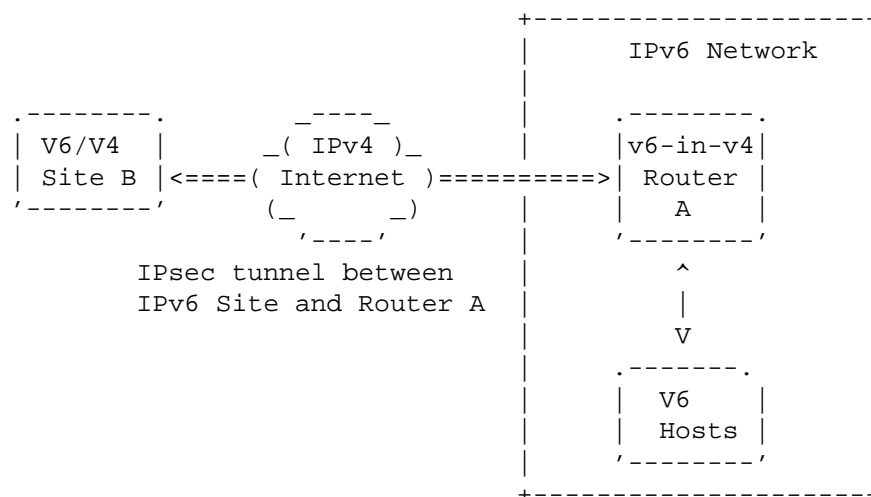 IPv6 Network
V6/V4
Site B
IPv4
Internet
v6-in-v4
Router
A
IPsec tunnel between
IPv6 Site and Router A
V
V6
Hosts